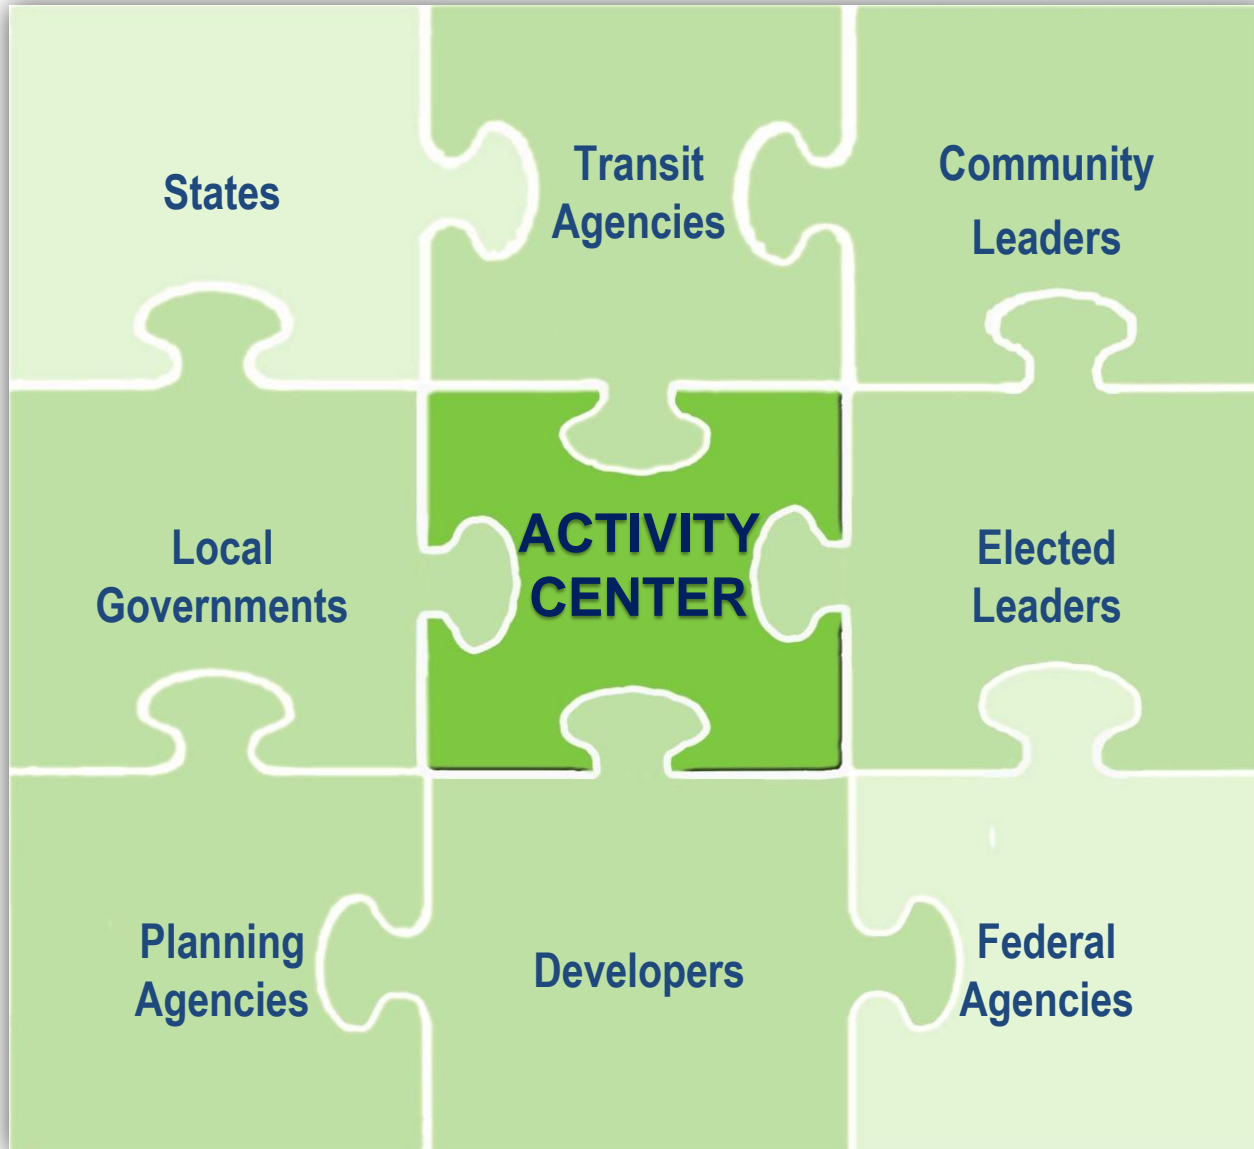 States
Transit
Agencies
Community
Leaders
Local
Governments
ACTIVITY
CENTER
Elected
Leaders
Planning
Agencies
Developers
Federal
Agencies